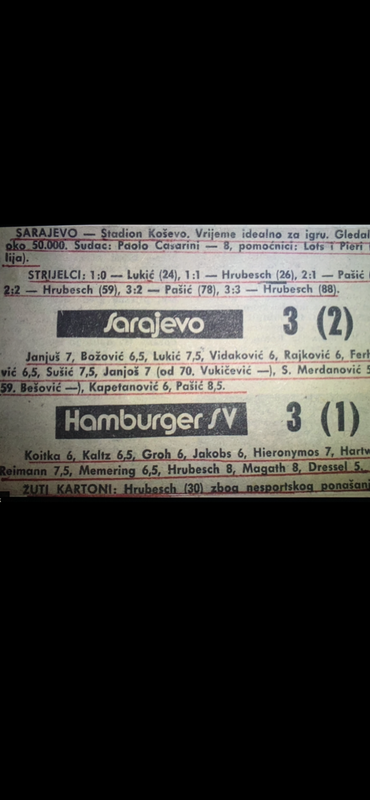 SARAJEVO — Stadion Koševo. Vrijeme idealno za igru. Gledal
oko 50.000. Sudac: Paolo Casarini — 8, pomoćnici: Lots i Pieri (
lija).
STRIJELCI: 1:0 — Lukić (24), 1:1 — Hrubesch (26), 2:1 — Pašić (
2:2 — Hrubesch (59), 3:2 — Pašić (78), 3:3 — Hrubesch (88).
Sarajevo 3 (2)
Janjuš 7, Božović 6,5, Lukić 7,5, Vidaković 6, Rajković 6, Ferh
vić 6,5, Sušić 7,5, Janjoš 7 (od 70. Vukičević —), S. Merdanović 5
59. Bešović —), Kapetanović 6, Pašić 8,5.
Hamburger SV 3 (1)
Koitka 6, Kaltz 6,5, Groh 6, Jakobs 6, Hieronymos 7, Hartw
Reimann 7,5, Memering 6,5, Hrubesch 8, Magath 8, Dressel 5.
ŽUTI KARTONI: Hrubesch (30) zbog nesportskog ponašanj